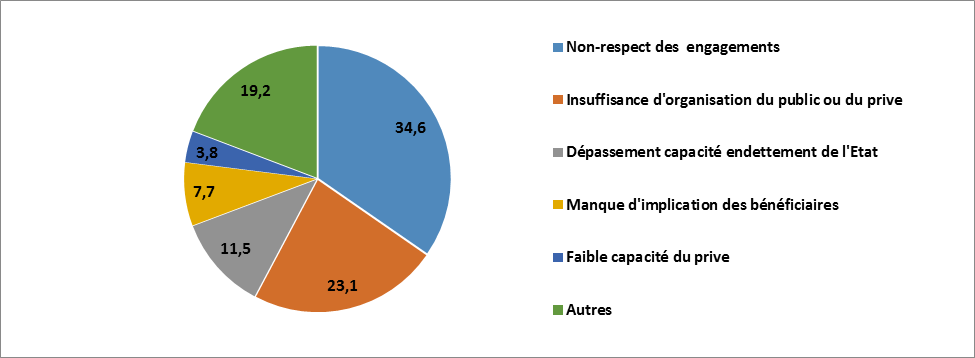 19,2
34,6
3,8
7,7
11,5
23,1
Non-respect des  engagements
Insuffisance d'organisation du public ou du prive
Dépassement capacité endettement de l'Etat
Manque d'implication des bénéficiaires
Faible capacité du prive
Autres